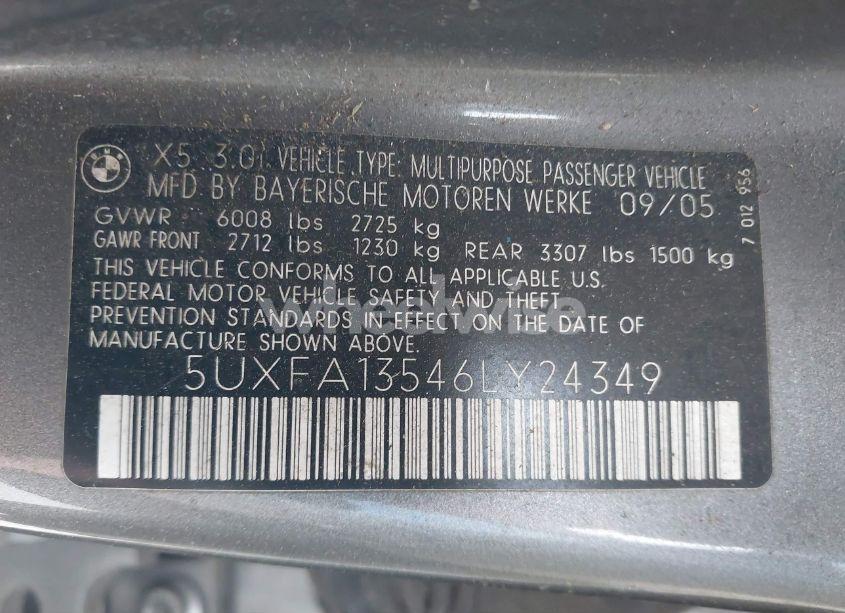 X5 3.0i VEHICLE TYPE: MULTIPURPOSE PASSENGER VEHICLE
MFD BY BAYERISCHE MOTOREN WERKE 09/05
GVWR 6008 lbs 2725 kg
GAWR FRONT 2712 lbs 1230 kg REAR 3307 lbs 1500 kg
THIS VEHICLE CONFORMS TO ALL APPLICABLE U.S.
FEDERAL MOTOR VEHICLE SAFETY AND THEFT
PREVENTION STANDARDS IN EFFECT ON THE DATE OF
MANUFACTURE SHOWN ABOVE.
5UXFA13546LY24349
7 012 956
BMW
wheelwise